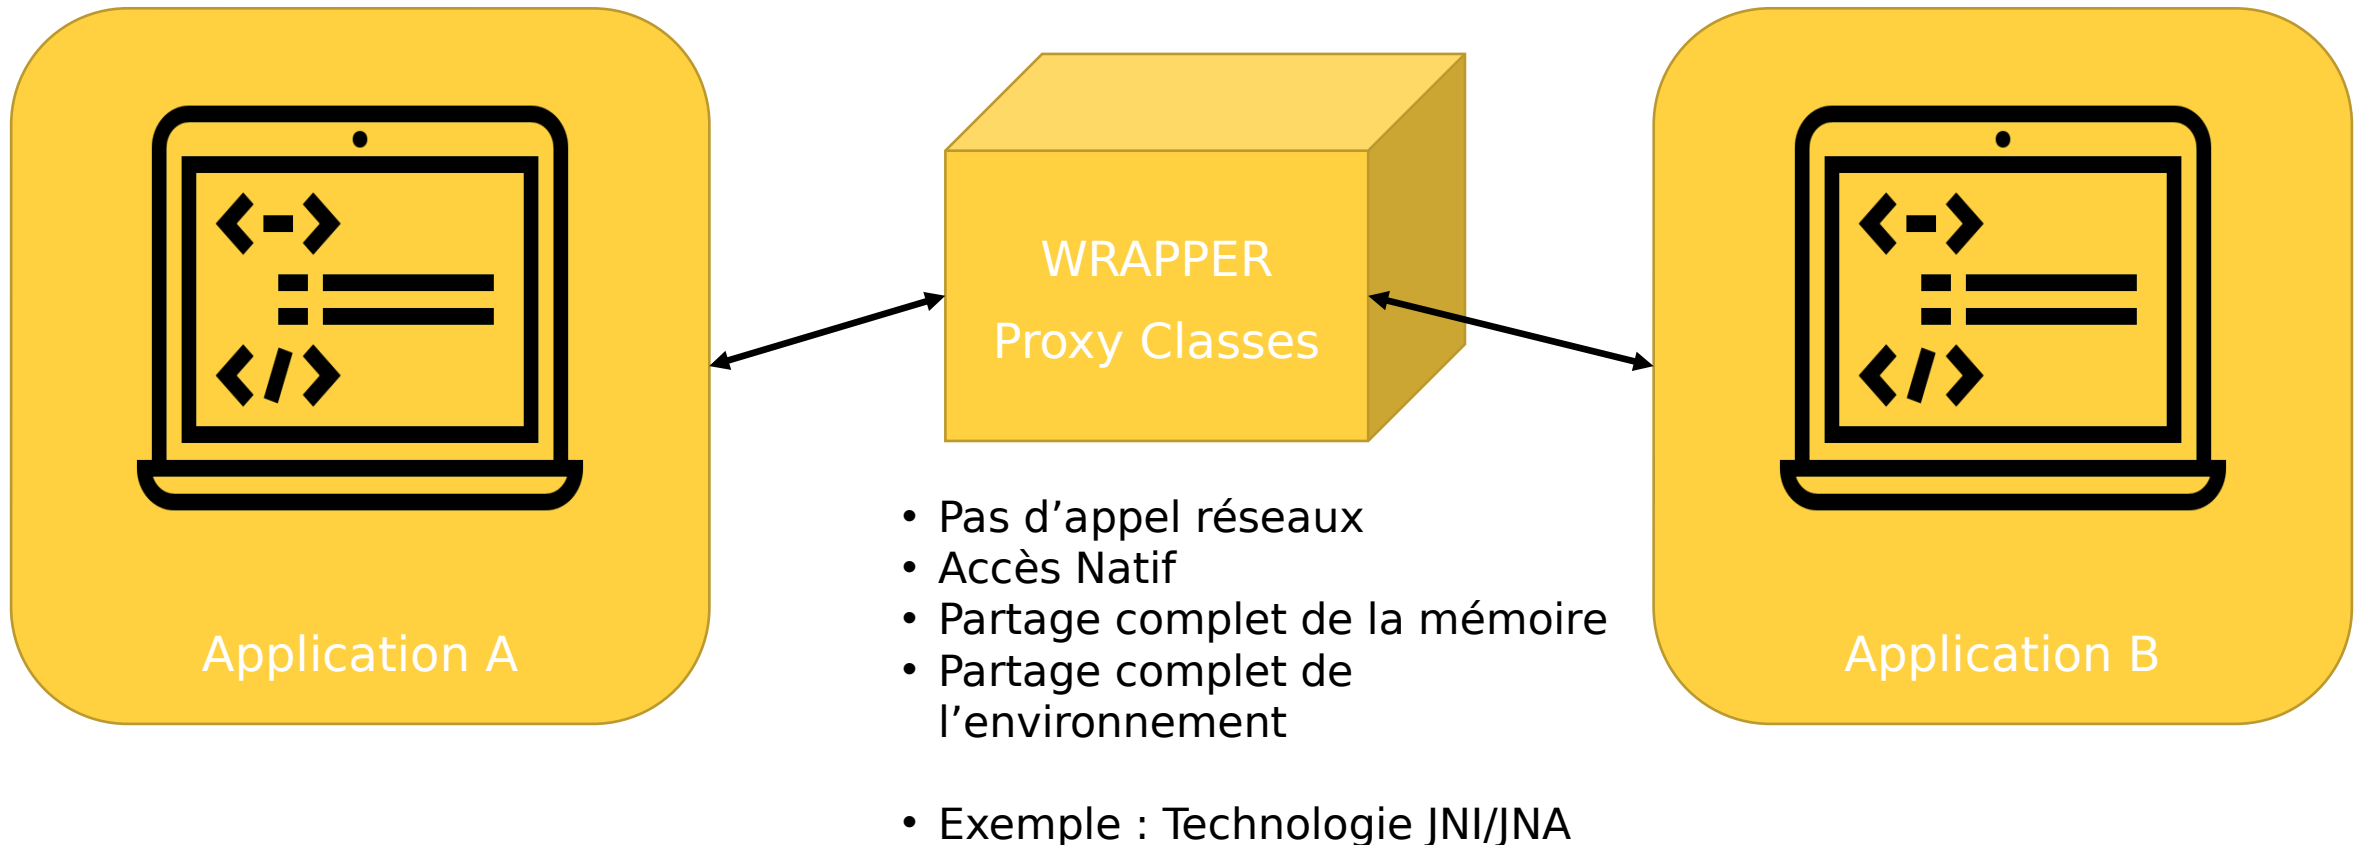 WRAPPER
Proxy Classes
Application A
Application B
• Pas d’appel réseaux
• Accès Natif
• Partage complet de la mémoire
• Partage complet de
l’environnement
• Exemple : Technologie JNI/JNA